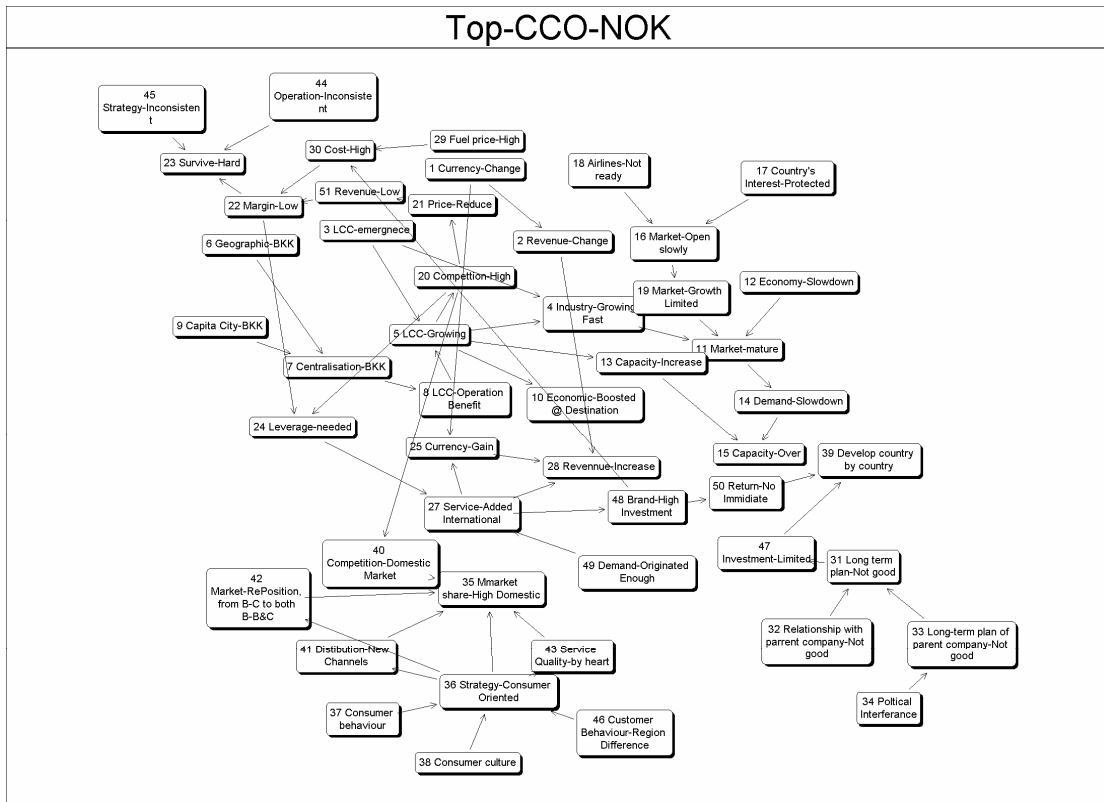 Top-CCO-NOK
45
Strategy-Inconsisten
t
44
Operation-Inconsiste
nt
29 Fuel price-High
30 Cost-High
23 Survive-Hard
1 Currency-Change
18 Airlines-Not
ready
17 Country's
Interest-Protected
51 Revenue-Low
22 Margin-Low
21 Price-Reduce
3 LCC-emergnece
6 Geographic-BKK
2 Revenue-Change
16 Market-Open
slowly
20 Compettion-High
12 Economy-Slowdown
19 Market-Growth
Limited
4 Industry-Growing
Fast
9 Capita City-BKK
5 LCC-Growing
11 Market-mature
13 Capacity-Increase
7 Centralisation-BKK
8 LCC-Operation
Benefit
10 Economic-Boosted
@ Destination
14 Demand-Slowdown
24 Leverage-needed
25 Currency-Gain
15 Capacity-Over
39 Develop country
by country
28 Revennue-Increase
50 Return-No
Immidiate
48 Brand-High
Investment
27 Service-Added
International
40
Competition-Domestic
Market
47
Investment-Limited
31 Long term
plan-Not good
49 Demand-Originated
Enough
42
Market-RePosition,
from B-C to both
B-B&C
35 Mmarket
share-High Domestic
32 Relationship with
parrent company-Not
good
33 Long-term plan of
parent company-Not
good
41 Distibution-New
Channels
43 Service
Quality-by heart
36 Strategy-Consumer
Oriented
34 Poltical
Interferance
37 Consumer
behaviour
46 Customer
Behaviour-Region
Difference
38 Consumer culture